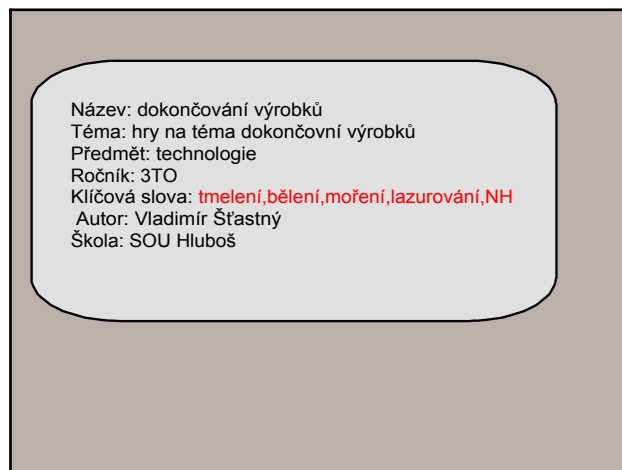 Název: dokončování výrobků
Téma: hry na téma dokončovní výrobků
Předmět: technologie
Ročník: 3TO
Klíčová slova: tmelení,bělení,moření,lazurování,NH
Autor: Vladimír Šťastný
Škola: SOU Hluboš